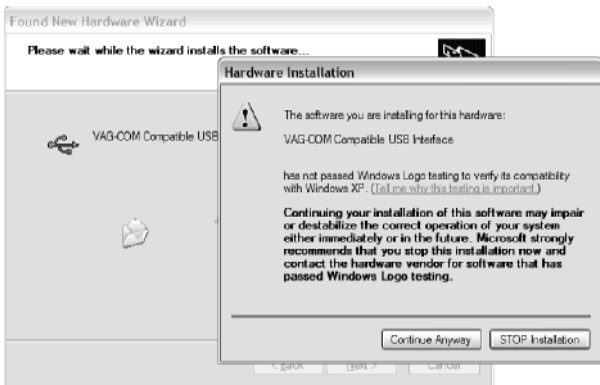 Found New Hardware Wizard
Please wait while the wizard installs the software...
Hardware Installation
The software you are installing for this hardware:
VAG-COM Compatible USB
VAG-COM Compatible USB Interface
has not passed Windows Logo testing to verify its compatibility
with Windows XP. (Tell me why this testing is important.)
Continuing your installation of this software may impair
or destabilize the correct operation of your system
either immediately or in the future. Microsoft strongly
recommends that you stop this installation now and
contact the hardware vendor for software that has
passed Windows Logo testing.
Continue Anyway
STOP Installation
< Back
Next >
Cancel